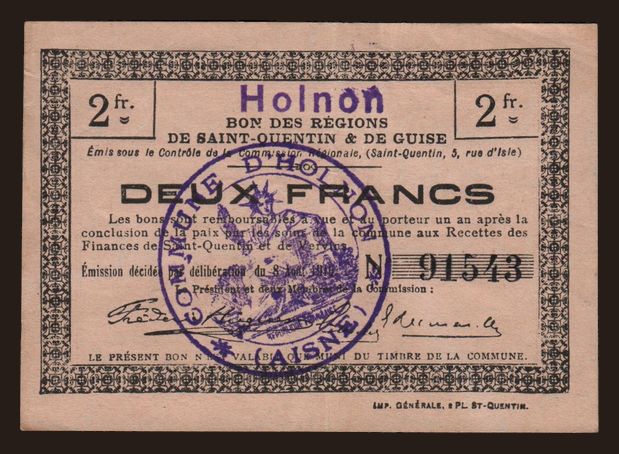 2 fr. Holnon 2 fr.
BON DES RÉGIONS
DE SAINT-QUENTIN & DE GUISE
Émis sous le Contrôle de la Commission Régionale, (Saint-Quentin, 5, rue d'Isle)
DEUX FRANCS
Les bons sont remboursables à vue et au porteur un an après la
conclusion de la paix par les soins de la commune aux Recettes des
Finances de Saint-Quentin et de Vervins.
Émission décidée par délibération du 8 Août
N 91543
Président et deux Membres de la Commission :
COMMUNE D'HOLNON
* (AISNE) *
LE PRÉSENT BON N'EST VALABLE QUE MUNI DU TIMBRE DE LA COMMUNE.
IMP. GÉNÉRALE, 2 PL. ST-QUENTIN.